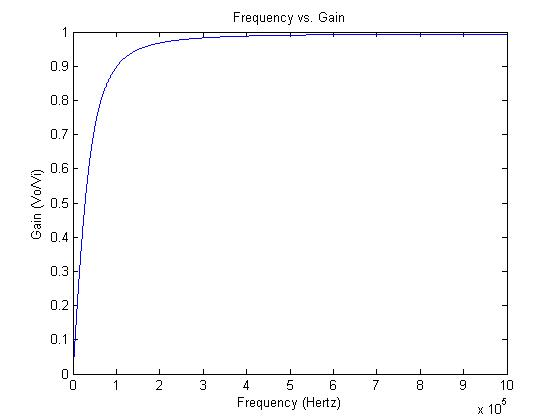 Frequency vs. Gain
Gain (Vo/Vi)
1
0.9
0.8
0.7
0.6
0.5
0.4
0.3
0.2
0.1
0
0 1 2 3 4 5 6 7 8 9 10
Frequency (Hertz)
x 10^5